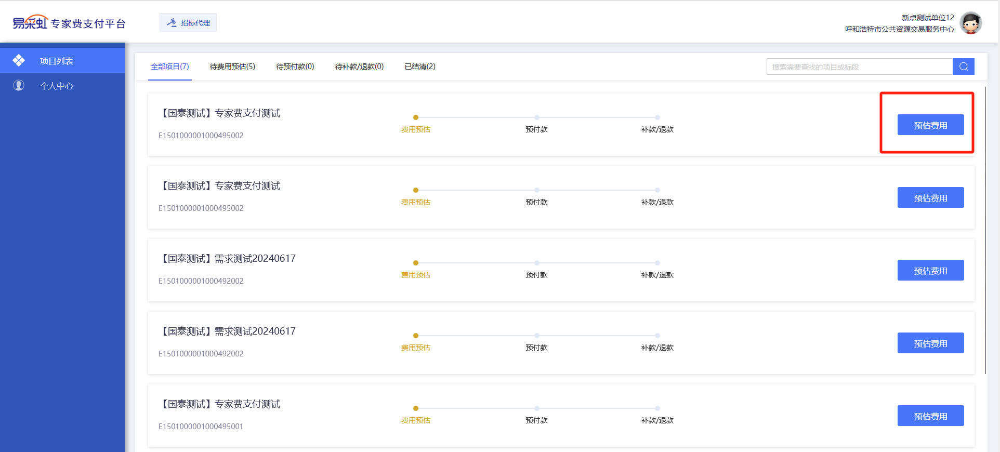 易采虹 专家费支付平台
招标代理
新点测试单位12
呼和浩特市公共资源交易服务中心
项目列表
个人中心
全部项目(7) 待费用预估(5) 待预付款(0) 待补款/退款(0) 已结清(2)
搜索需要查找的项目或标段
【国泰测试】专家费支付测试
E1501000001000495002
费用预估 预付款 补款/退款
预估费用
【国泰测试】专家费支付测试
E1501000001000495002
费用预估 预付款 补款/退款
预估费用
【国泰测试】需求测试20240617
E1501000001000492002
费用预估 预付款 补款/退款
预估费用
【国泰测试】需求测试20240617
E1501000001000492002
费用预估 预付款 补款/退款
预估费用
【国泰测试】专家费支付测试
E1501000001000495001
费用预估 预付款 补款/退款
预估费用